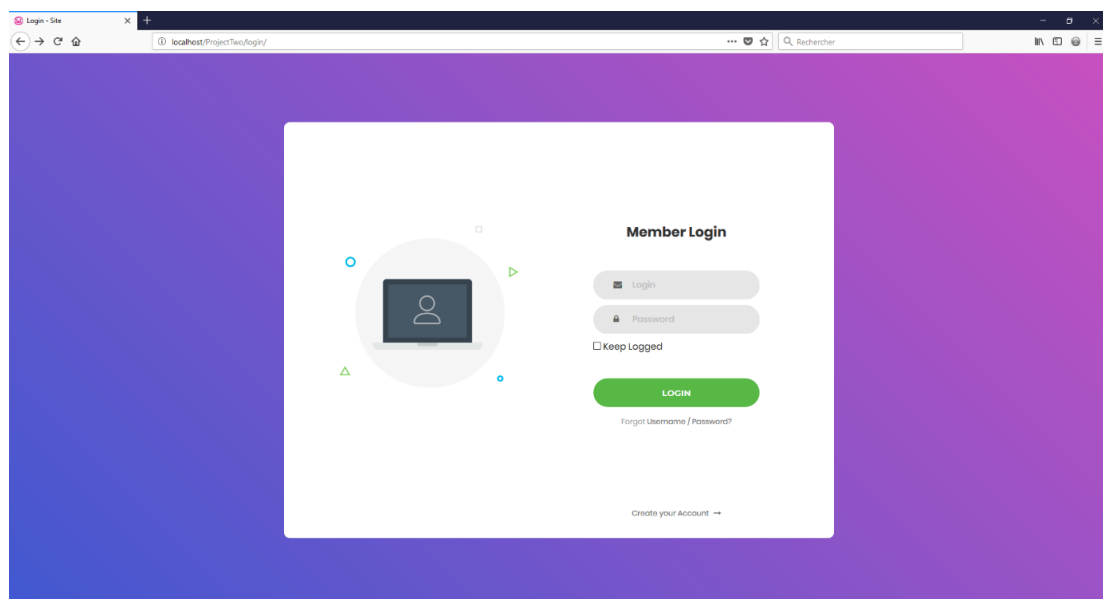 Login - Site
localhost/ProjectTwo/login/
Rechercher
Member Login
Login
Password
Keep Logged
LOGIN
Forgot Username / Password?
Create your Account →